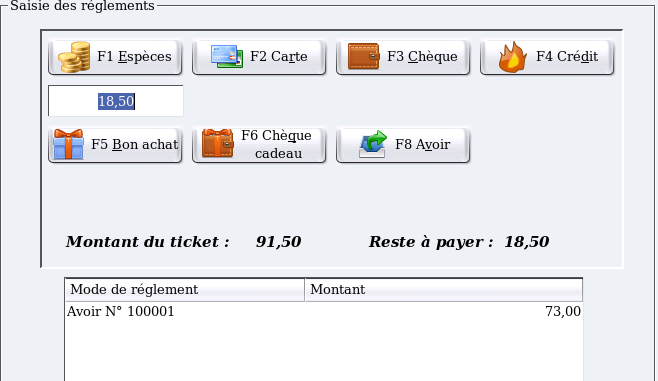 Saisie des réglements
F1 Espèces
F2 Carte
F3 Chèque
F4 Crédit
18,50
F5 Bon achat
F6 Chèque
cadeau
F8 Avoir
Montant du ticket : 91,50
Reste à payer : 18,50
Mode de réglement
Montant
Avoir N° 100001
73,00